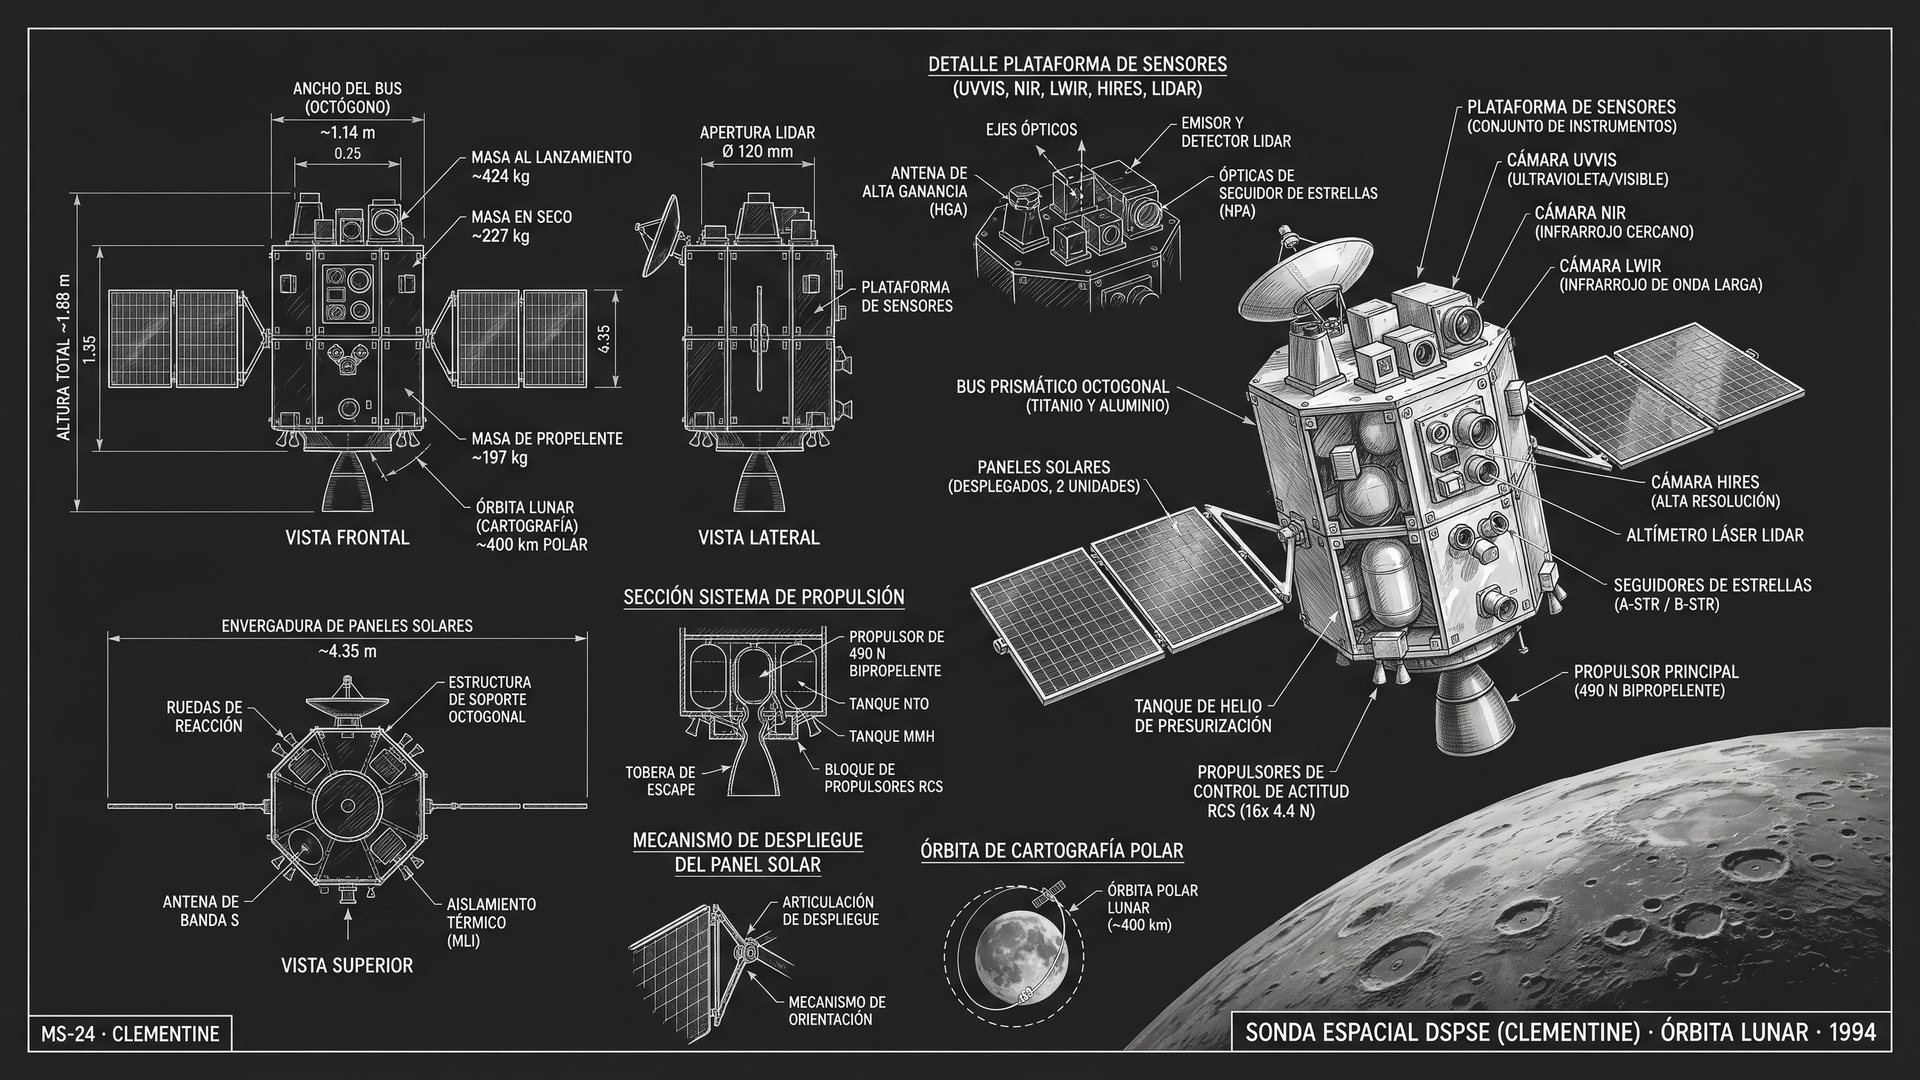 ANCHO DEL BUS
(OCTÓGONO)
~1.14 m
0.25
MASA AL LANZAMIENTO
~424 kg
MASA EN SECO
~227 kg
ALTURA TOTAL ~1.88 m
1.35
4.35
MASA DE PROPELENTE
~197 kg
ÓRBITA LUNAR
(CARTOGRAFÍA)
~400 km POLAR
VISTA FRONTAL
APERTURA LIDAR
Ø 120 mm
PLATAFORMA
DE SENSORES
VISTA LATERAL
DETALLE PLATAFORMA DE SENSORES
(UVVIS, NIR, LWIR, HIRES, LIDAR)
EJES ÓPTICOS
EMISOR Y
DETECTOR LIDAR
ANTENA DE
ALTA GANANCIA
(HGA)
ÓPTICAS DE
SEGUIDOR DE ESTRELLAS
(NPA)
PLATAFORMA DE SENSORES
(CONJUNTO DE INSTRUMENTOS)
CÁMARA UVVIS
(ULTRAVIOLETA/VISIBLE)
CÁMARA NIR
(INFRARROJO CERCANO)
CÁMARA LWIR
(INFRARROJO DE ONDA LARGA)
BUS PRISMÁTICO OCTOGONAL
(TITANIO Y ALUMINIO)
PANELES SOLARES
(DESPLEGADOS, 2 UNIDADES)
CÁMARA HIRES
(ALTA RESOLUCIÓN)
ALTÍMETRO LÁSER LIDAR
SEGUIDORES DE ESTRELLAS
(A-STR / B-STR)
PROPULSOR PRINCIPAL
(490 N BIPROPELENTE)
TANQUE DE HELIO
DE PRESURIZACIÓN
PROPULSORES DE
CONTROL DE ACTITUD
RCS (16x 4.4 N)
ENVERGADURA DE PANELES SOLARES
~4.35 m
RUEDAS DE
REACCIÓN
ESTRUCTURA
DE SOPORTE
OCTOGONAL
ANTENA DE
BANDA S
AISLAMIENTO
TÉRMICO
(MLI)
VISTA SUPERIOR
SECCIÓN SISTEMA DE PROPULSIÓN
PROPULSOR DE
490 N
BIPROPELENTE
TANQUE NTO
TANQUE MMH
TOBERA DE
ESCAPE
BLOQUE DE
PROPULSORES RCS
MECANISMO DE DESPLIEGUE
DEL PANEL SOLAR
ARTICULACIÓN
DE DESPLIEGUE
MECANISMO DE
ORIENTACIÓN
ÓRBITA DE CARTOGRAFÍA POLAR
ÓRBITA POLAR
LUNAR
(~400 km)
MS-24 · CLEMENTINE
SONDA ESPACIAL DSPSE (CLEMENTINE) · ÓRBITA LUNAR · 1994